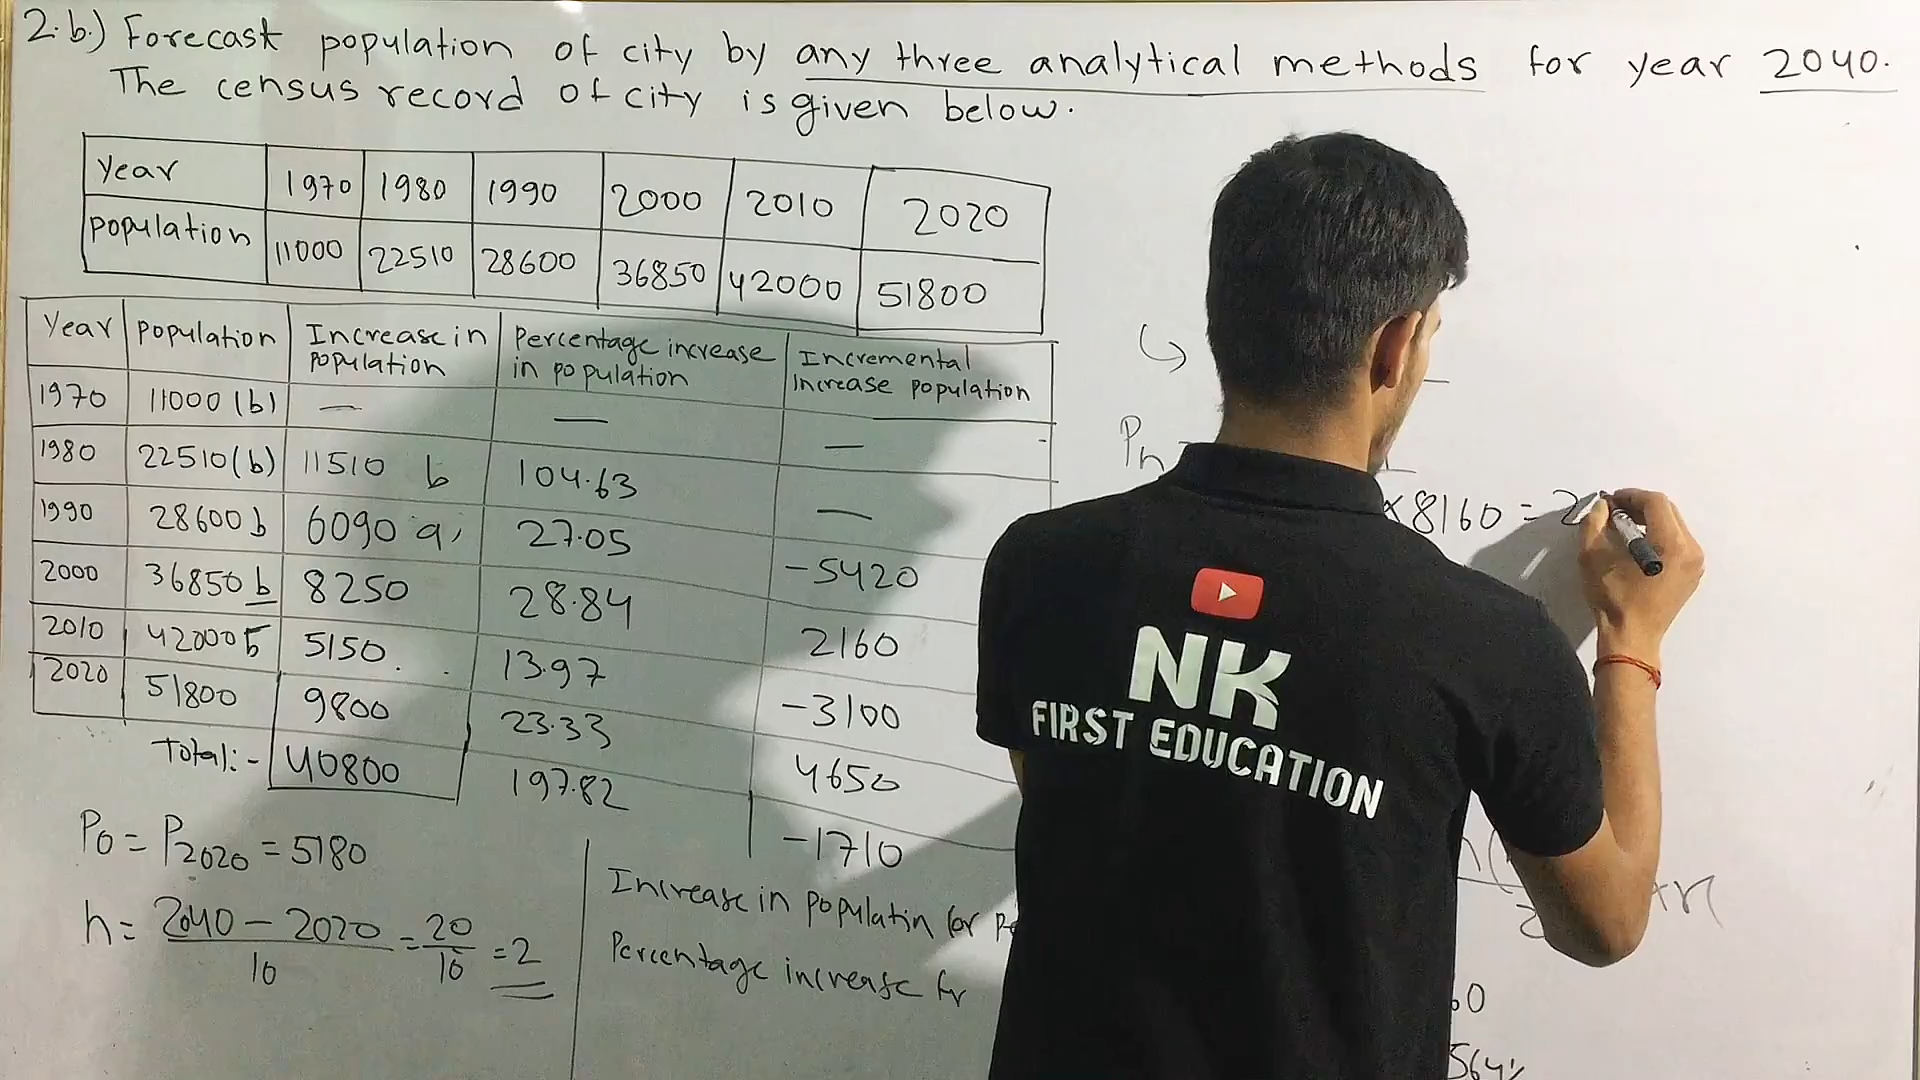 2.b.) Forecast population of city by any three analytical methods for year 2040.
The census record of city is given below.
Year 1970 1980 1990 2000 2010 2020
population 11000 22510 28600 36850 42000 51800
Year population Increase in population Percentage increase in population Incremental Increase population
1970 11000 (b) — — —
1980 22510(b) 11510 b 104.63 —
1990 28600 b 6090 a, 27.05 -5420
2000 36850 b 8250 28.84 2160
2010 42000 5150. 13.97 -3100
2020 51800 9800 23.33 4650
Total:- 40800 197.82 -1710
P0 = P2020 = 5180
n = 2040 - 2020 / 10 = 20 / 10 = 2
Increase in populatin for
Percentage increase fr
Pn
×8160 = 2
NK
FIRST EDUCATION